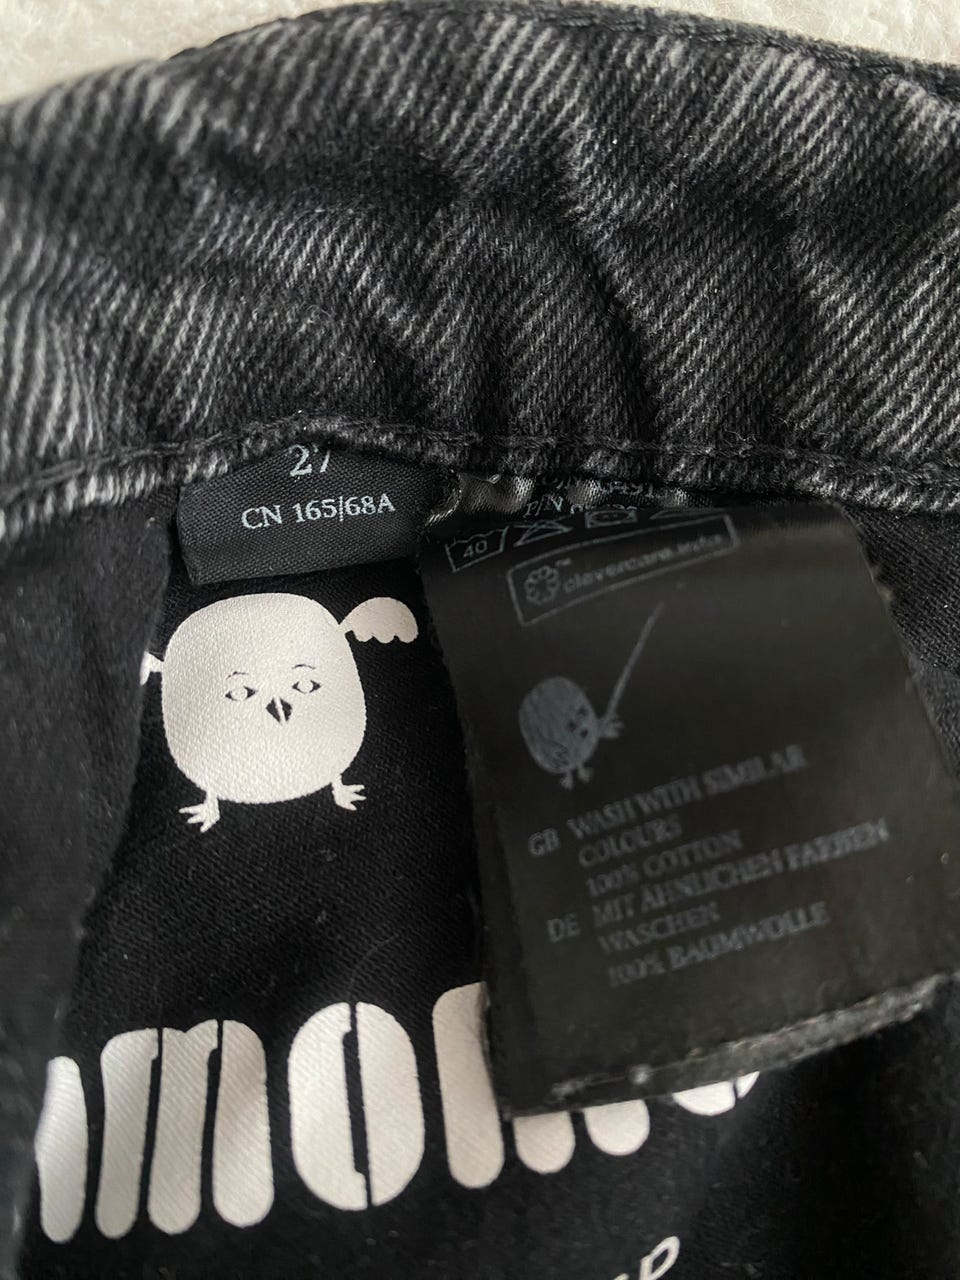 27
CN 165/68A
P/N
40
clevercare.info
GB WASH WITH SIMILAR
COLOURS
100% COTTON
DE MIT ÄHNLICHEN FARBEN
WASCHEN
100% BAUMWOLLE